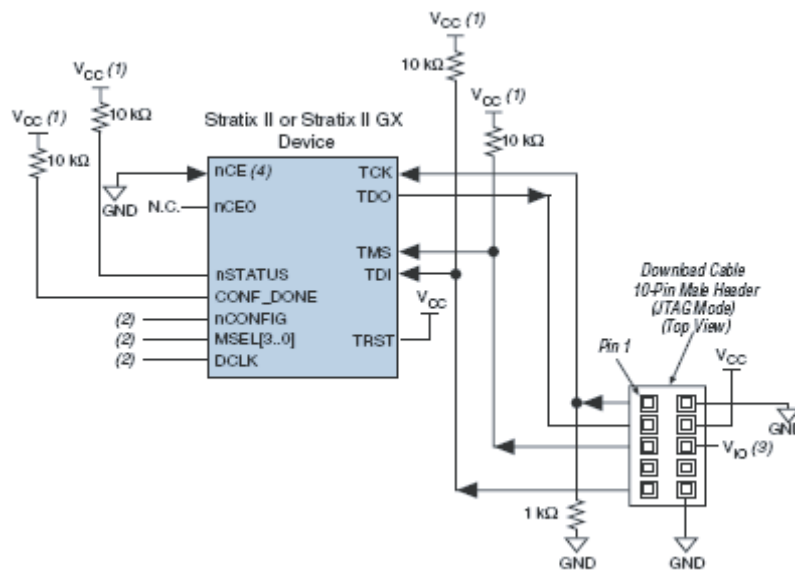 VCC (1)
10 kΩ
VCC (1)
10 kΩ
VCC (1)
10 kΩ
VCC (1)
10 kΩ
Stratix II or Stratix II GX
Device
GND
N.C.
nCE (4)
nCE0
nSTATUS
CONF_DONE
(2) nCONFIG
(2) MSEL[3..0]
(2) DCLK
TCK
TDO
TMS
TDI
TRST
VCC
Download Cable
10-Pin Male Header
(JTAG Mode)
(Top View)
Pin 1
VCC
GND
VIO (3)
1 kΩ
GND
GND